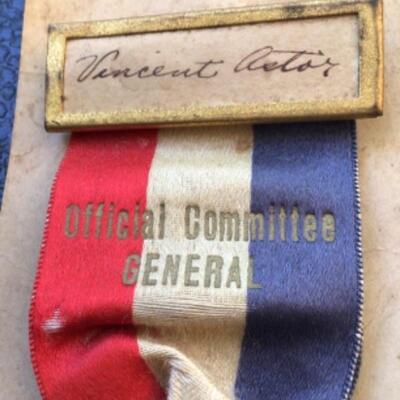 Vincent Astor
Official Committee
GENERAL